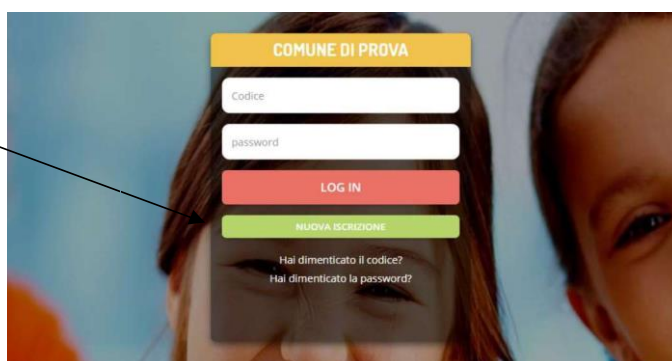 COMUNE DI PROVA
Codice
password
LOG IN
NUOVA ISCRIZIONE
Hai dimenticato il codice?
Hai dimenticato la password?